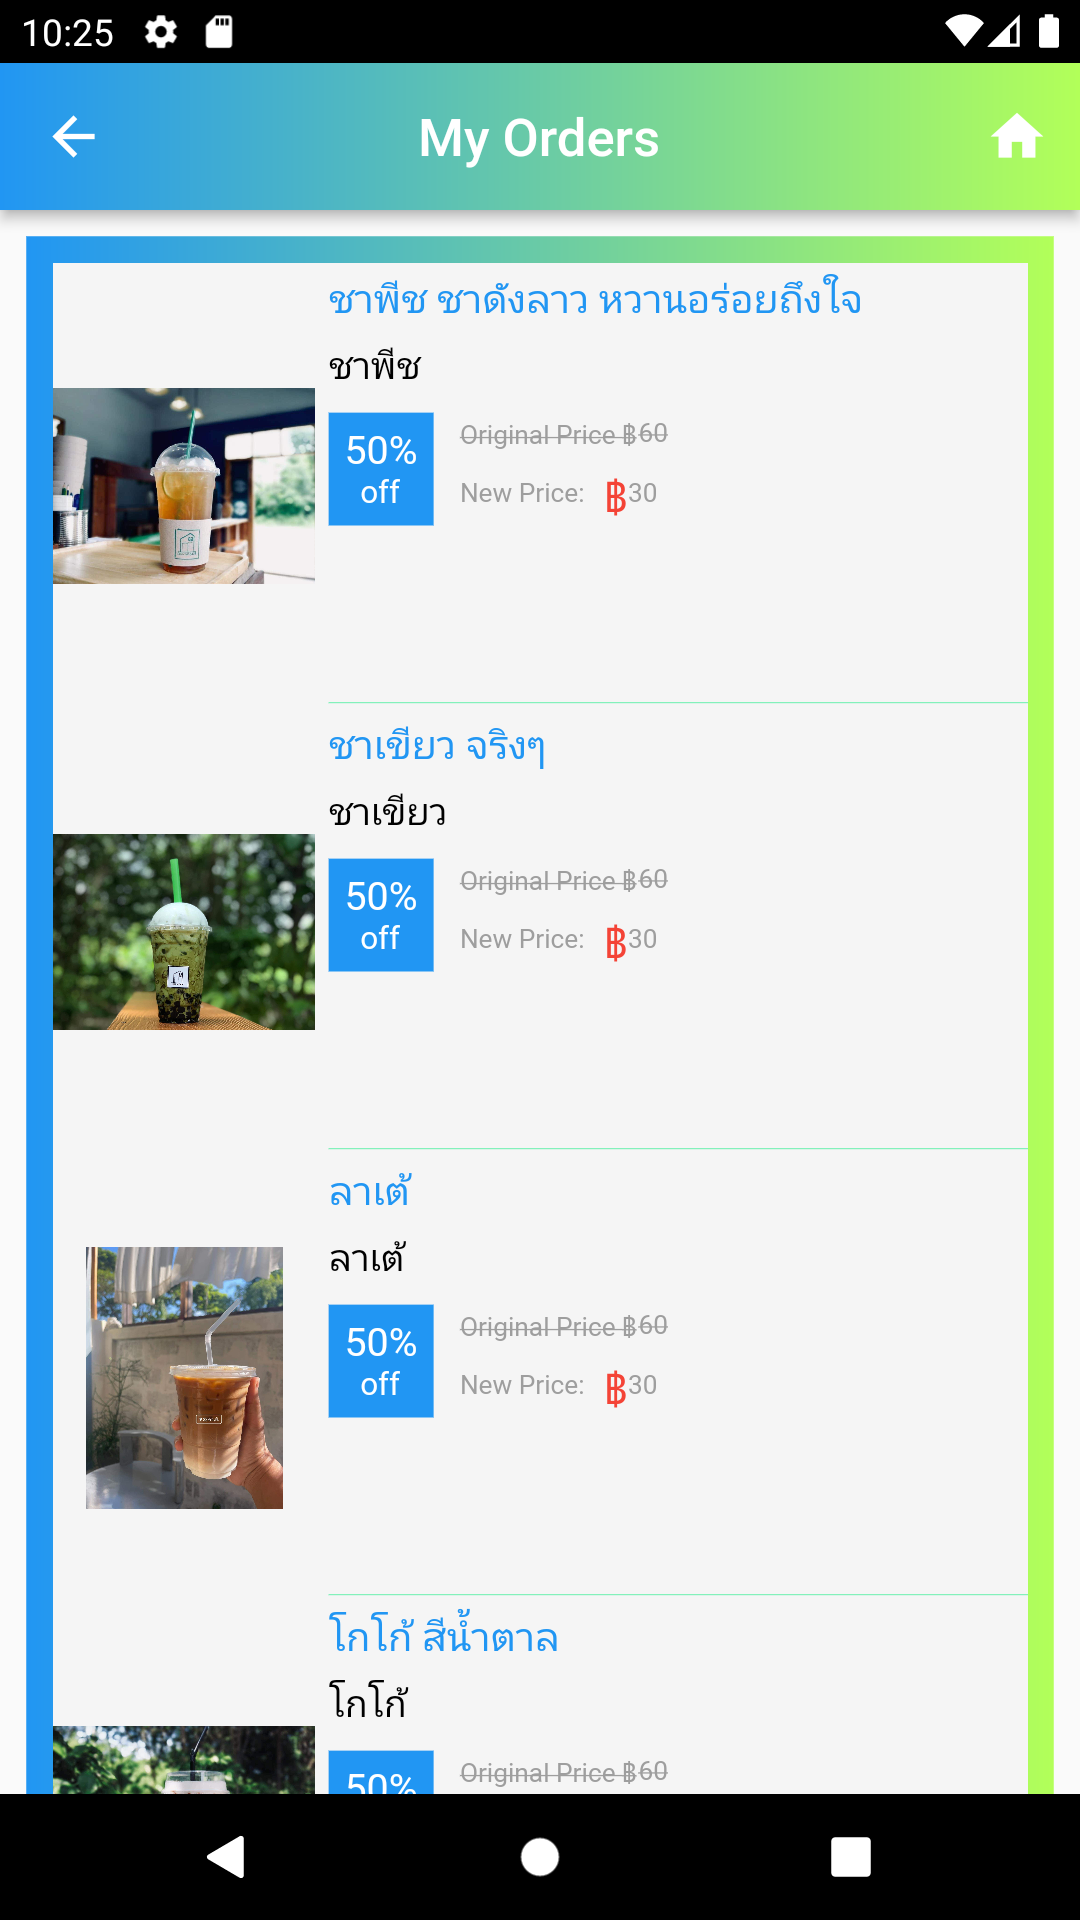 10:25
My Orders
ชาพีช ชาดังลาว หวานอร่อยถึงใจ
ชาพีช
50%
off
Original Price ฿60
New Price: ฿30
ชาเขียว จริงๆ
ชาเขียว
50%
off
Original Price ฿60
New Price: ฿30
ลาเต้
ลาเต้
50%
off
Original Price ฿60
New Price: ฿30
โกโก้ สีน้ำตาล
โกโก้
50%
Original Price ฿60